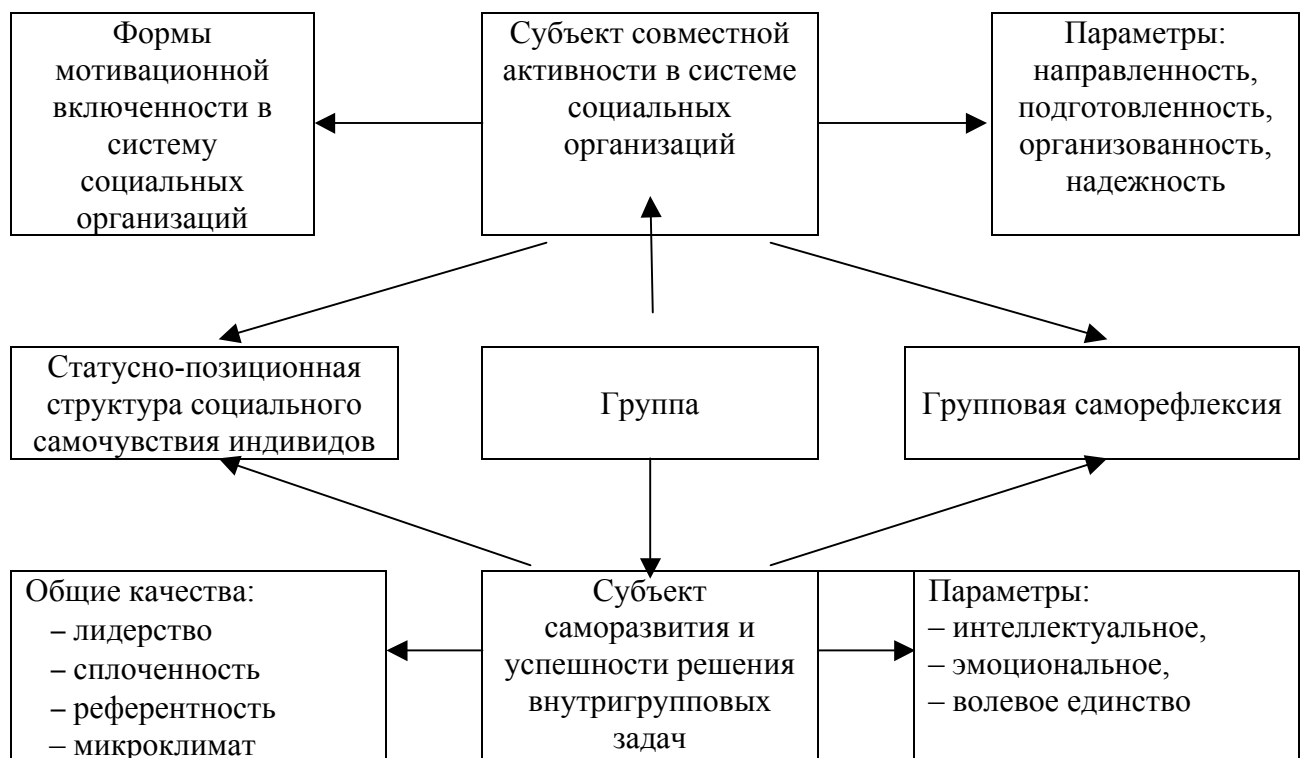 Формы
мотивационной
включенности в
систему
социальных
организаций
Субъект совместной
активности в системе
социальных
организаций
Параметры:
направленность,
подготовленность,
организованность,
надежность
Статусно-позиционная
структура социального
самочувствия индивидов
Группа
Групповая саморефлексия
Общие качества:
– лидерство
– сплоченность
– референтность
– микроклимат
Субъект
саморазвития и
успешности решения
внутригрупповых
задач
Параметры:
– интеллектуальное,
– эмоциональное,
– волевое единство